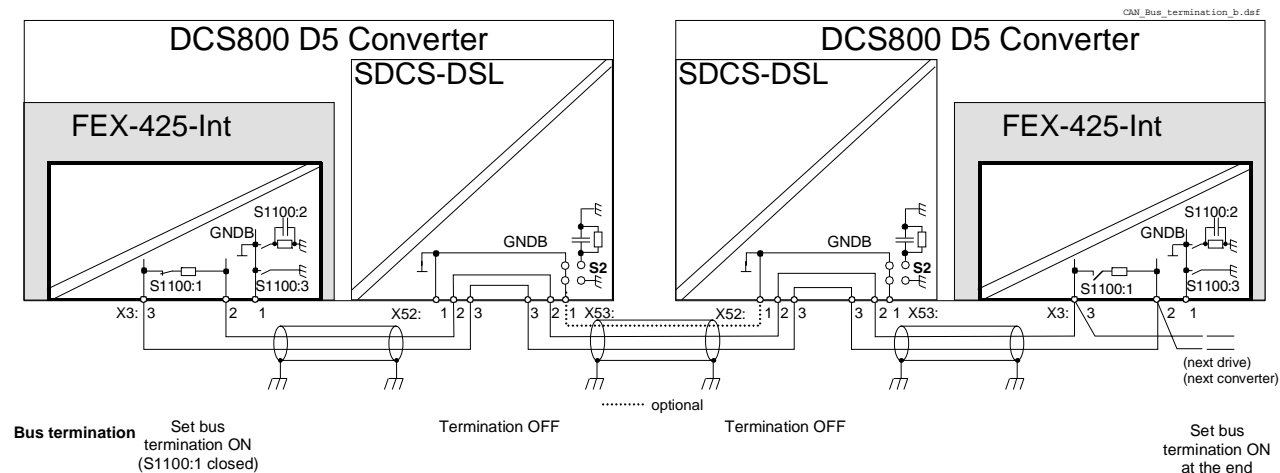 CAN_Bus_termination_b.dsf
DCS800 D5 Converter
DCS800 D5 Converter
SDCS-DSL
SDCS-DSL
FEX-425-Int
FEX-425-Int
S1100:2
GNDB
S1100:1
S1100:3
GNDB
S2
GNDB
S2
S1100:2
GNDB
S1100:1
S1100:3
X3: 3 2 1
X52: 1 2 3
3 2 1 X53:
X52: 1 2 3
3 2 1 X53:
X3: 3 2 1
(next drive)
(next converter)
optional
Bus termination
Set bus
termination ON
(S1100:1 closed)
Termination OFF
Termination OFF
Set bus
termination ON
at the end